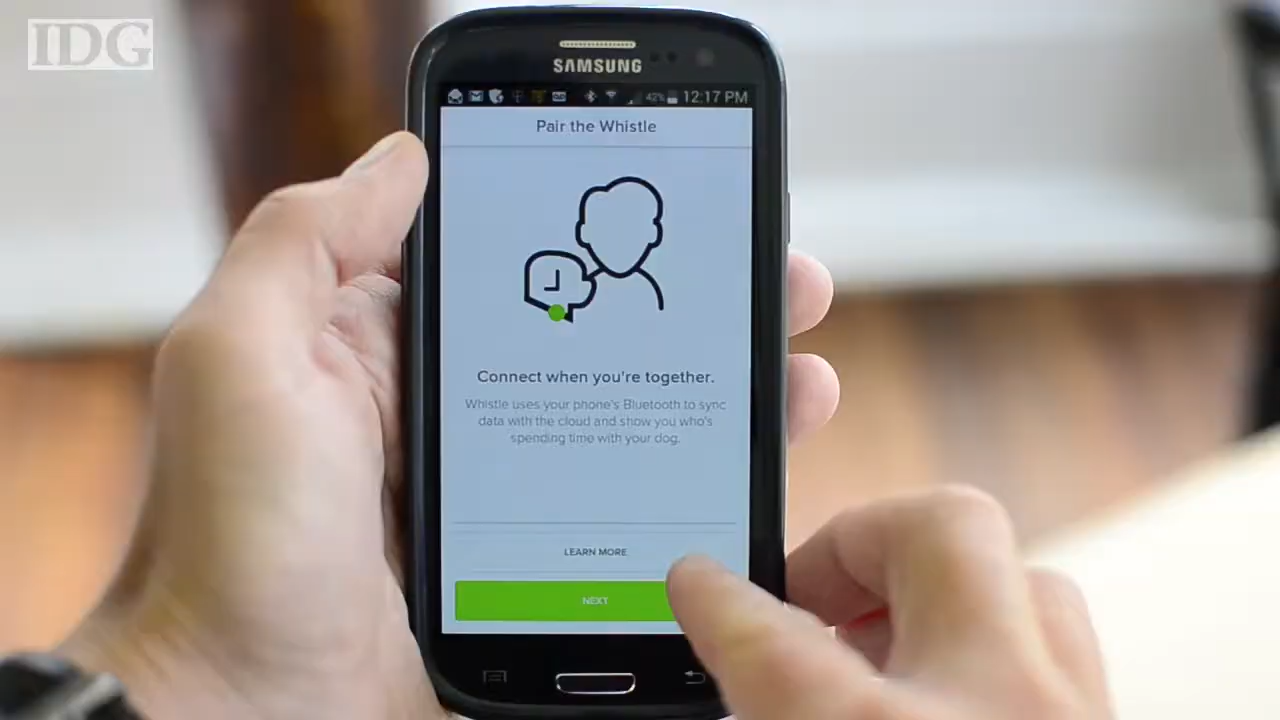 IDG
SAMSUNG
42% 12:17 PM
Pair the Whistle
Connect when you're together.
Whistle uses your phone's Bluetooth to sync
data with the cloud and show you who's
spending time with your dog.
LEARN MORE
NEXT